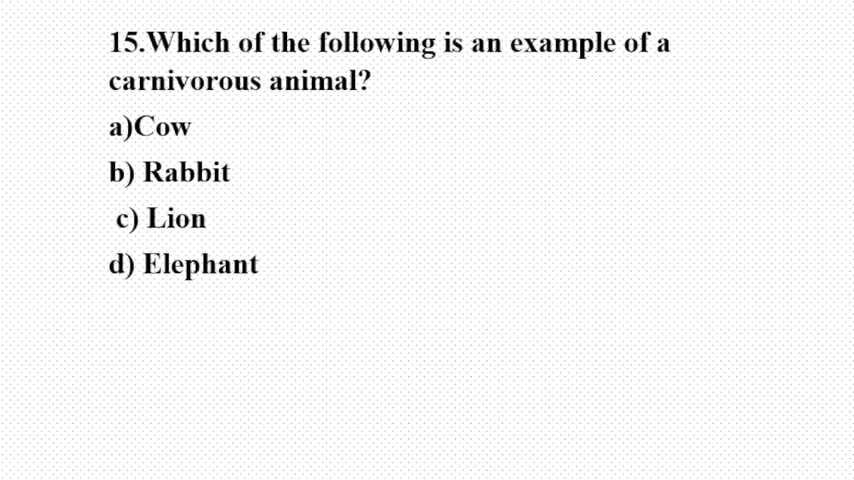 15.Which of the following is an example of a
carnivorous animal?
a)Cow
b) Rabbit
c) Lion
d) Elephant